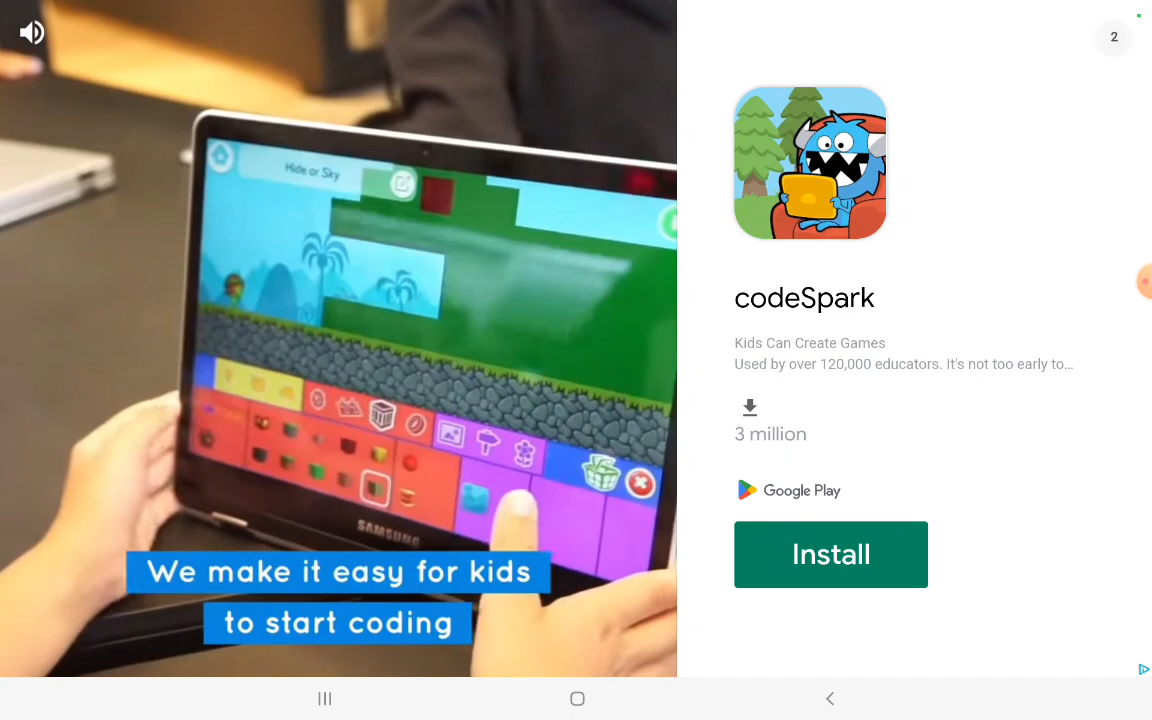 2
Hide or Sky
SAMSUNG
We make it easy for kids
to start coding
codeSpark
Kids Can Create Games
Used by over 120,000 educators. It's not too early to...
3 million
Google Play
Install